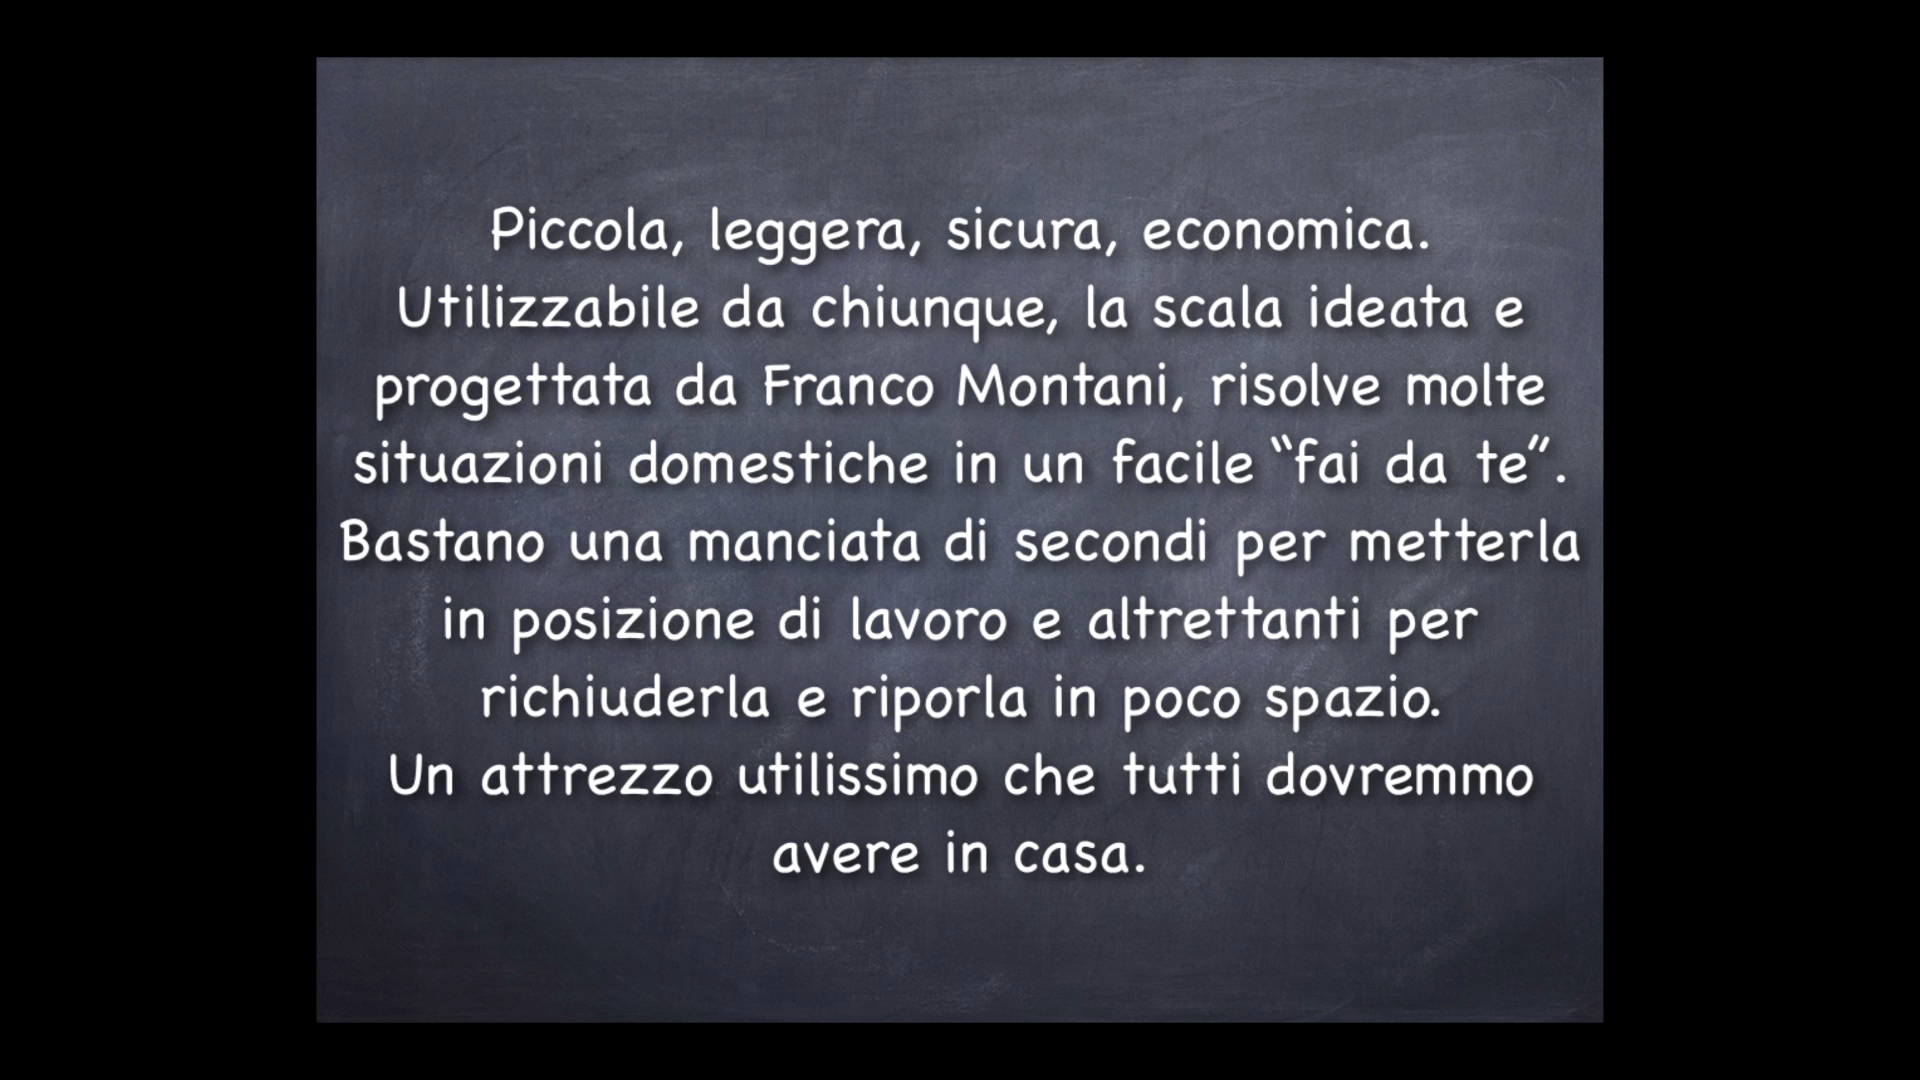 Piccola, leggera, sicura, economica.
Utilizzabile da chiunque, la scala ideata e
progettata da Franco Montani, risolve molte
situazioni domestiche in un facile “fai da te”.
Bastano una manciata di secondi per metterla
in posizione di lavoro e altrettanti per
richiuderla e riporla in poco spazio.
Un attrezzo utilissimo che tutti dovremmo
avere in casa.